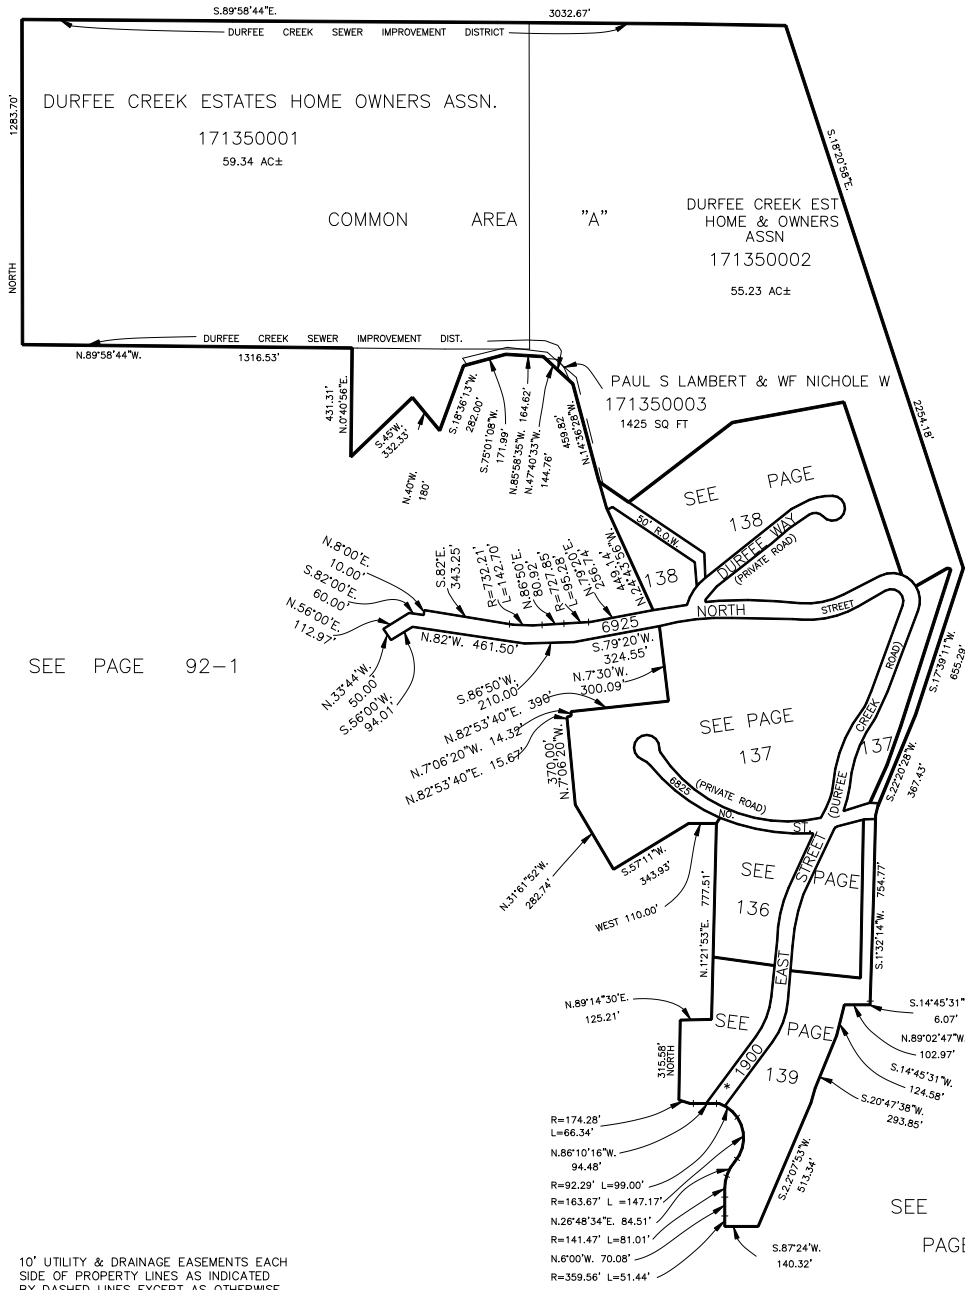 S.89°58'44"E.
3032.67'
DURFEE CREEK SEWER IMPROVEMENT DISTRICT
1283.70'
NORTH
DURFEE CREEK ESTATES HOME OWNERS ASSN.
171350001
59.34 AC±
COMMON AREA "A"
S.18°20'58"E.
2254.18'
DURFEE CREEK EST
HOME & OWNERS
ASSN
171350002
55.23 AC±
DURFEE CREEK SEWER IMPROVEMENT DIST.
N.89°58'44"W.
1316.53'
431.31'
N.0°40'56"E.
S.45°W.
332.33'
N.40°W.
180'
S.18°36'13"W.
282.00'
S.75°01'08"W.
171.99'
N.85°58'35"W. 164.62'
N.47°40'33"W.
144.76'
459.82'
N.14°36'28"W.
PAUL S LAMBERT & WF NICHOLE W
171350003
1425 SQ FT
SEE PAGE
138
50' R.O.W.
DURFEE WAY
(PRIVATE ROAD)
138
449.14'
N.24°43'56"W.
N.8°00'E.
10.00'
S.82°00'E.
60.00'
N.56°00'E.
112.97'
S.82°E.
343.25'
R=732.21'
L=142.70'
N.86°50'E.
80.92'
R=727.85'
L=95.28'
N.79°20'E.
256.74'
6925
NORTH
STREET
N.82°W. 461.50'
S.79°20'W.
324.55'
N.7°30'W.
300.09'
SEE PAGE 92-1
N.33°44'W.
50.00'
S.56°00'W.
94.01'
S.86°50'W.
210.00'
N.82°53'40"E. 390'
N.7°06'20"W. 14.32'
N.82°53'40"E. 15.67'
370.00'
N.7°06'20"W.
SEE PAGE
137
6825
(PRIVATE ROAD)
NO.
ST.
(DURFEE
CREEK
ROAD)
137
S.17°39'11"W.
655.29'
S.22°20'28"W.
367.43'
N.31°61'52"W.
282.74'
S.57°11'W.
343.93'
WEST 110.00'
N.1°21'53"E. 777.51'
SEE PAGE
136
STREET
EAST
S.1°32'14"W. 754.77'
N.89°14'30"E.
125.21'
315.58'
NORTH
SEE PAGE
139
* 1900
S.14°45'31"
6.07'
N.89°02'47"W.
102.97'
S.14°45'31"W.
124.58'
S.20°47'38"W.
293.85'
R=174.28'
L=66.34'
N.86°10'16"W.
94.48'
R=92.29' L=99.00'
R=163.67' L =147.17'
N.26°48'34"E. 84.51'
R=141.47' L=81.01'
N.6°00'W. 70.08'
R=359.56' L=51.44'
S.2.2°07'53"W.
513.34'
S.87°24'W.
140.32'
SEE
PAGE
10' UTILITY & DRAINAGE EASEMENTS EACH
SIDE OF PROPERTY LINES AS INDICATED
BY DASHED LINES EXCEPT AS OTHERWISE